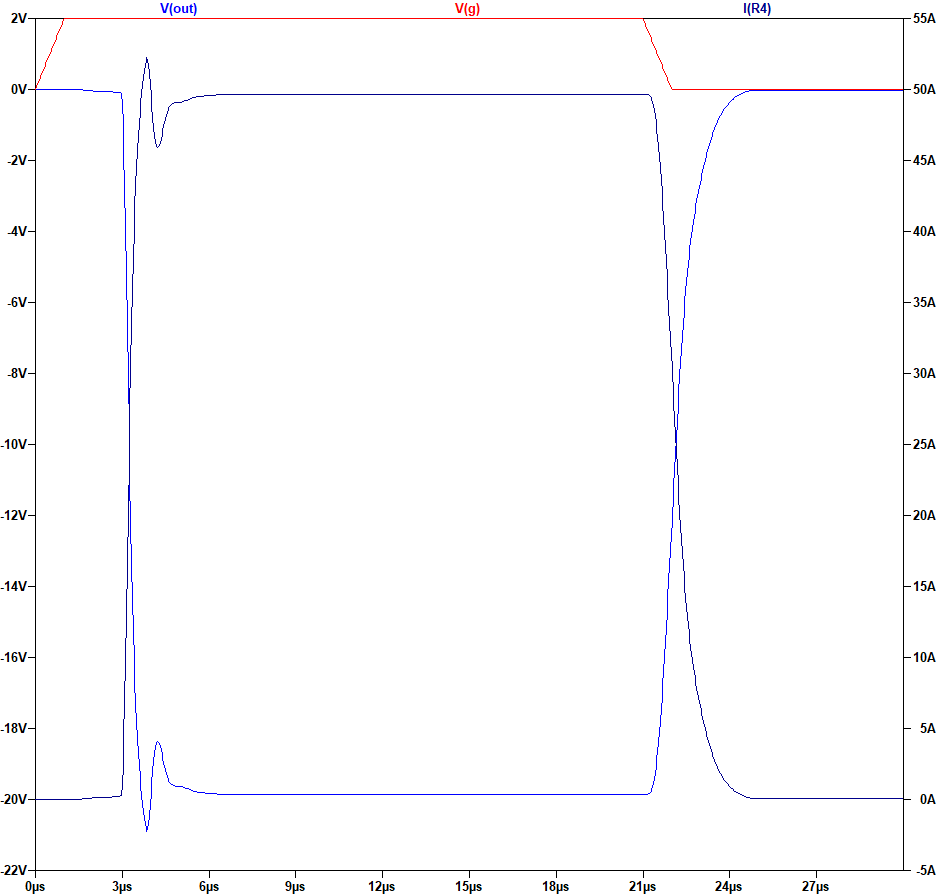 V(out) V(g) I(R4)
2V 55A
0V 50A
-2V 45A
-4V 40A
-6V 35A
-8V 30A
-10V 25A
-12V 20A
-14V 15A
-16V 10A
-18V 5A
-20V 0A
-22V -5A
0µs 3µs 6µs 9µs 12µs 15µs 18µs 21µs 24µs 27µs